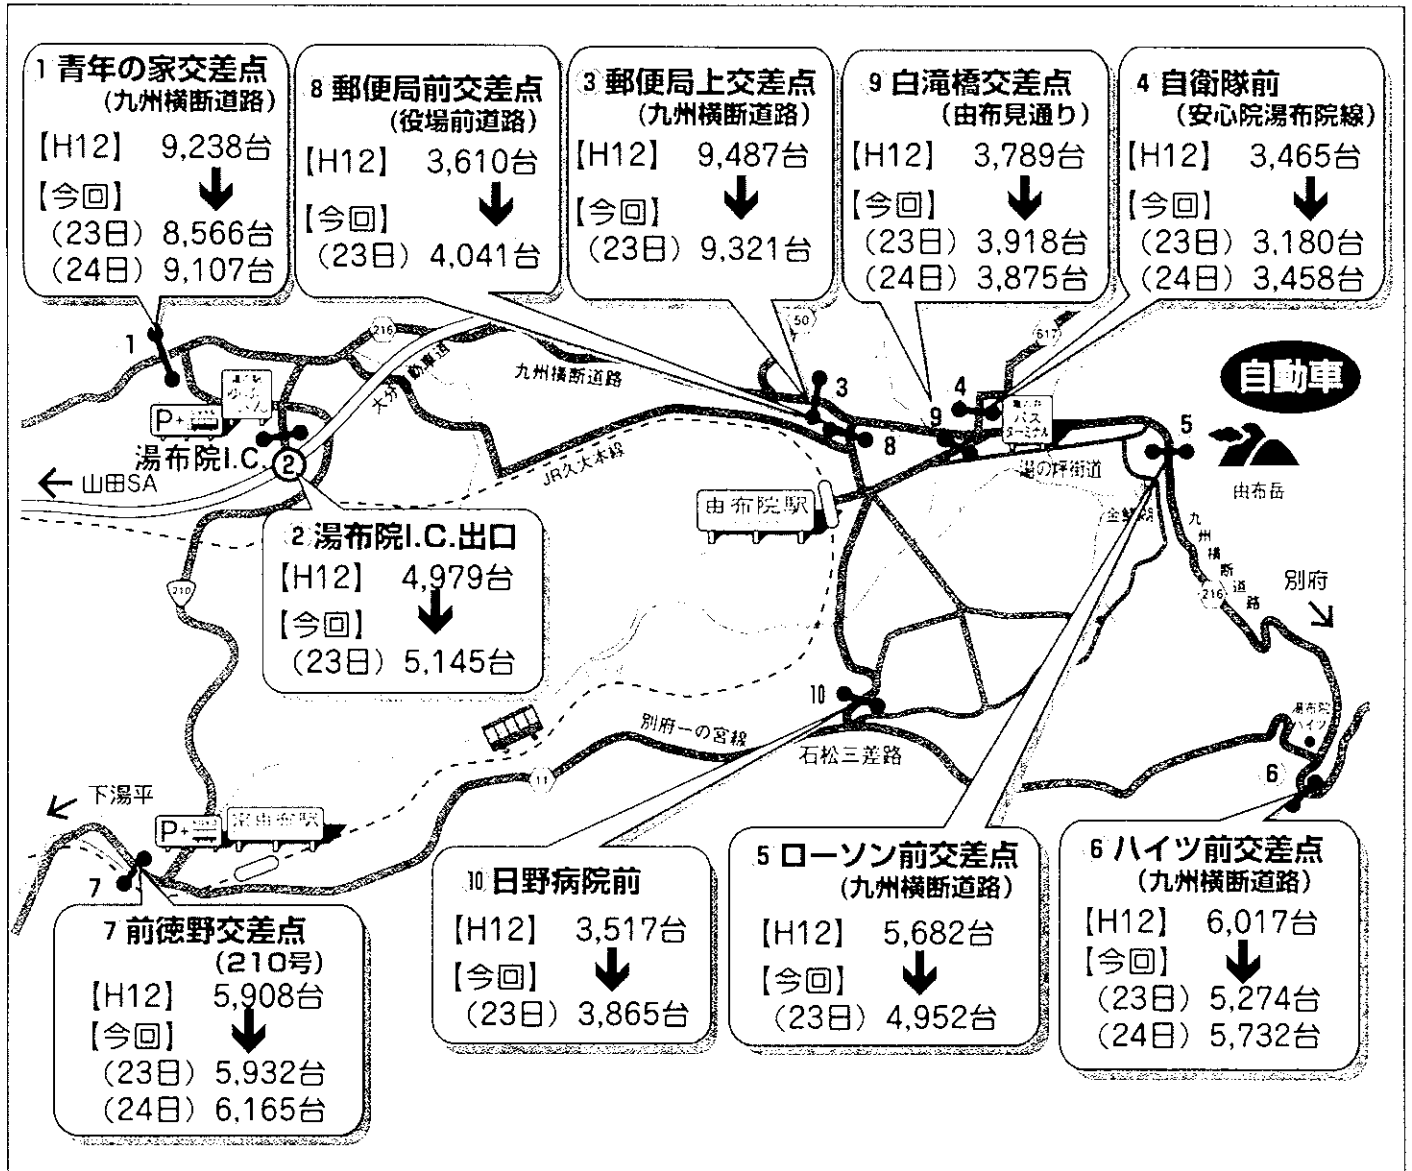 1 青年の家交差点
(九州横断道路)
【H12】 9,238台
【今回】
(23日) 8,566台
(24日) 9,107台
8 郵便局前交差点
(役場前道路)
【H12】 3,610台
【今回】
(23日) 4,041台
3 郵便局上交差点
(九州横断道路)
【H12】 9,487台
【今回】
(23日) 9,321台
9 白滝橋交差点
(由布見通り)
【H12】 3,789台
【今回】
(23日) 3,918台
(24日) 3,875台
4 自衛隊前
(安心院湯布院線)
【H12】 3,465台
【今回】
(23日) 3,180台
(24日) 3,458台
1
216
大分自動車道
九州横断道路
50
617
自動車
3
4
9
8
5
バス
ターミナル
P+
湯布院I.C.
2
山田SA
JR久大本線
湯の坪街道
由布岳
由布院駅
九州横断道路
216
別府
② 湯布院I.C.出口
【H12】 4,979台
【今回】
(23日) 5,145台
210
10
別府一の宮線
石松三差路
11
湯布院
ハイツ
6
下湯平
P+
7
7 前徳野交差点
(210号)
【H12】 5,908台
【今回】
(23日) 5,932台
(24日) 6,165台
⑩ 日野病院前
【H12】 3,517台
【今回】
(23日) 3,865台
5 ローソン前交差点
(九州横断道路)
【H12】 5,682台
【今回】
(23日) 4,952台
6 ハイツ前交差点
(九州横断道路)
【H12】 6,017台
【今回】
(23日) 5,274台
(24日) 5,732台